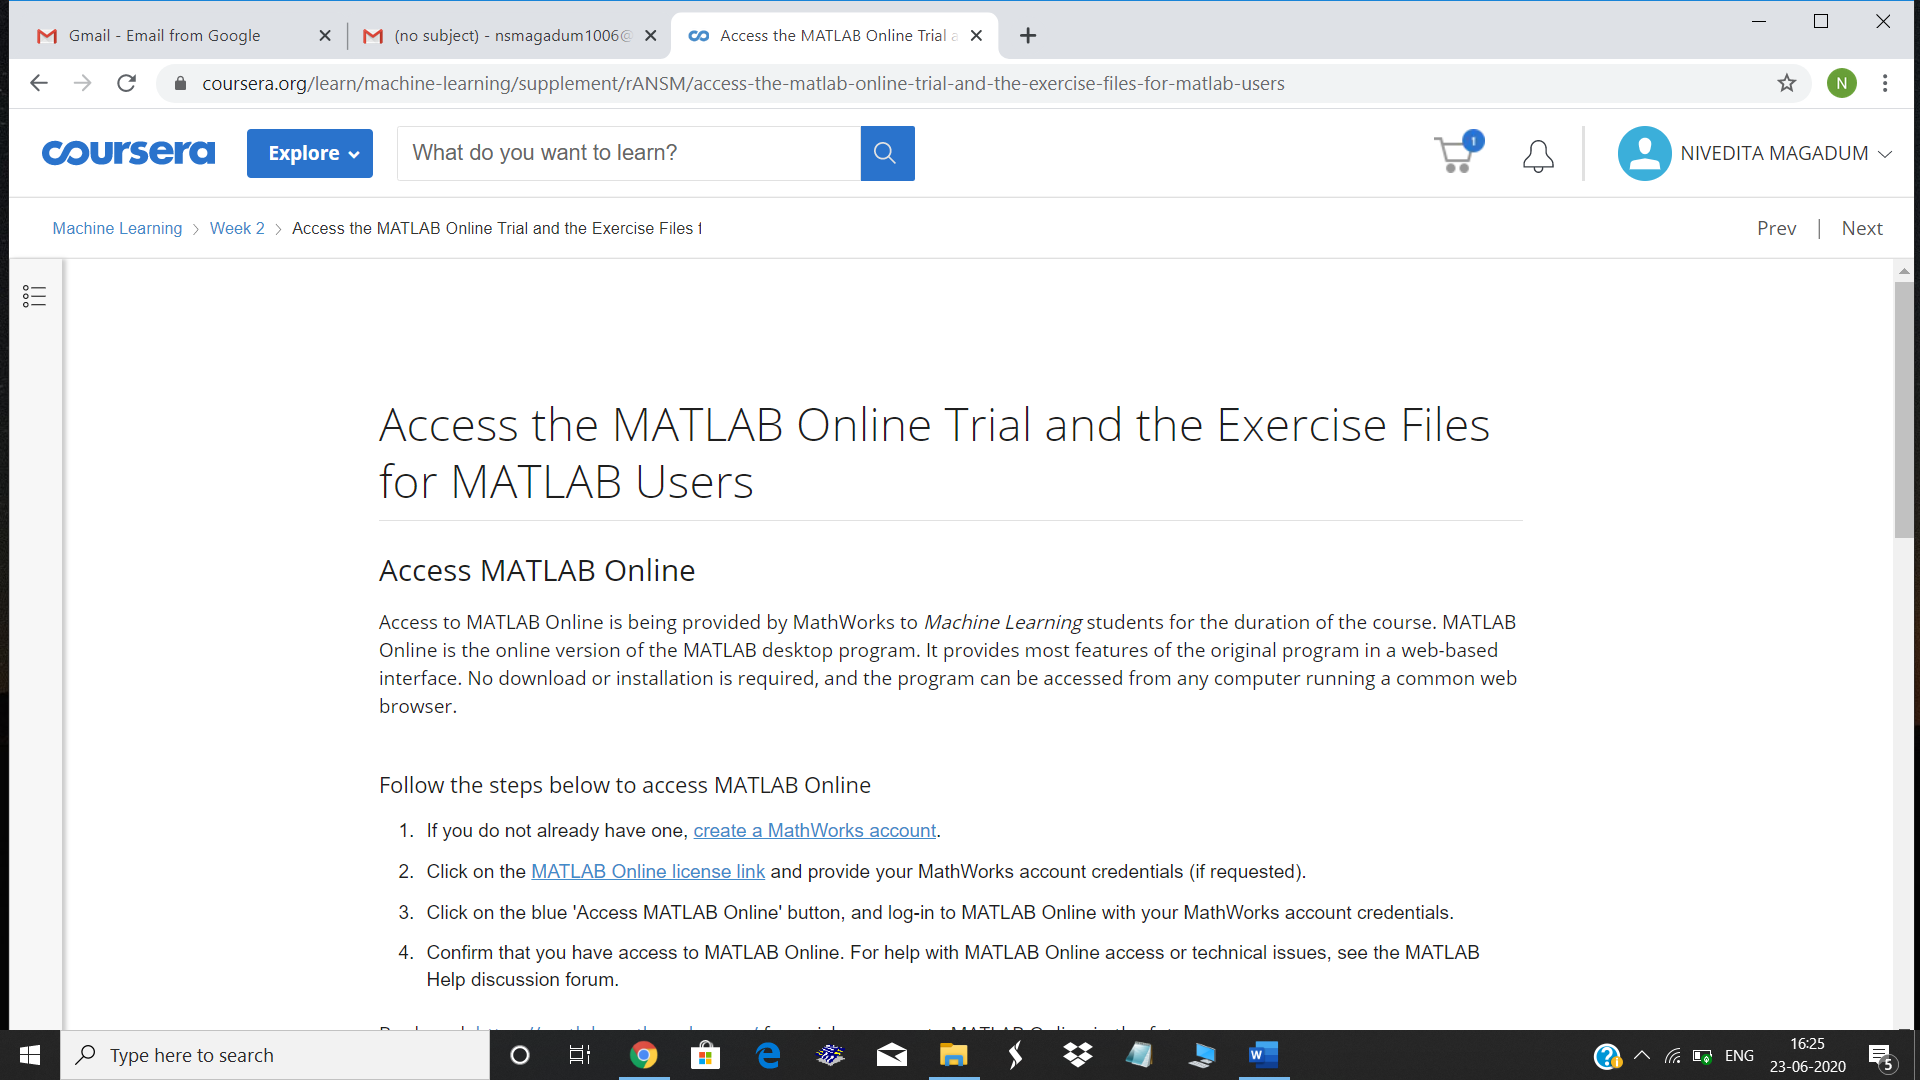 Gmail - Email from Google
(no subject) - nsmagadum1006@
Access the MATLAB Online Trial a
coursera.org/learn/machine-learning/supplement/rANSM/access-the-matlab-online-trial-and-the-exercise-files-for-matlab-users
N
coursera
Explore
What do you want to learn?
1
NIVEDITA MAGADUM
Machine Learning > Week 2 > Access the MATLAB Online Trial and the Exercise Files f
Prev | Next
Access the MATLAB Online Trial and the Exercise Files
for MATLAB Users
Access MATLAB Online
Access to MATLAB Online is being provided by MathWorks to Machine Learning students for the duration of the course. MATLAB
Online is the online version of the MATLAB desktop program. It provides most features of the original program in a web-based
interface. No download or installation is required, and the program can be accessed from any computer running a common web
browser.
Follow the steps below to access MATLAB Online
1. If you do not already have one, create a MathWorks account.
2. Click on the MATLAB Online license link and provide your MathWorks account credentials (if requested).
3. Click on the blue 'Access MATLAB Online' button, and log-in to MATLAB Online with your MathWorks account credentials.
4. Confirm that you have access to MATLAB Online. For help with MATLAB Online access or technical issues, see the MATLAB
Help discussion forum.
Type here to search
ENG
16:25
23-06-2020
5